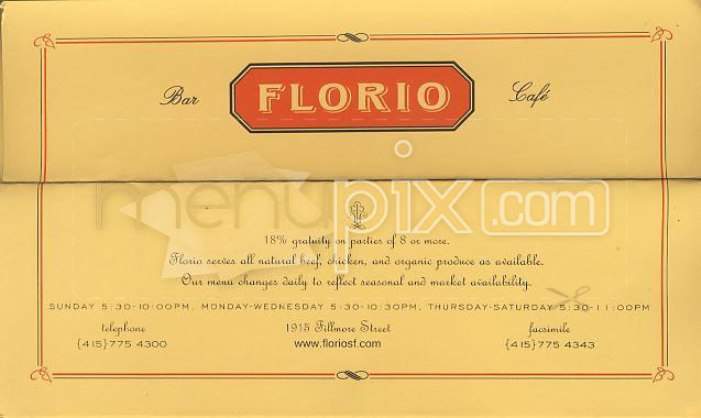 Bar FLORIO Café
menupix.com
18% gratuity on parties of 8 or more.
Florio serves all natural beef, chicken, and organic produce as available.
Our menu changes daily to reflect seasonal and market availability.
SUNDAY 5:30-10:00PM, MONDAY-WEDNESDAY 5:30-10:30PM, THURSDAY-SATURDAY 5:30-11:00PM
telephone 1915 Fillmore Street facsimile
(415)775 4300 www.floriosf.com (415)775 4343